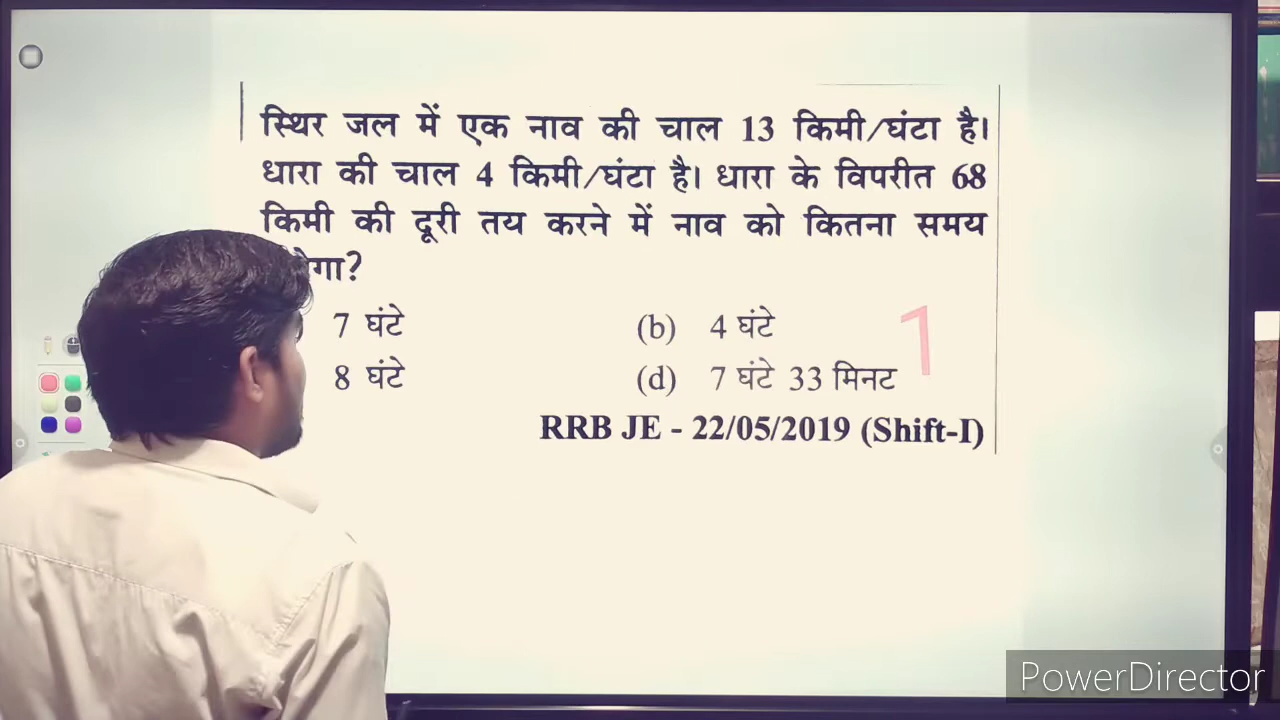 स्थिर जल में एक नाव की चाल 13 किमी/घंटा है।
धारा की चाल 4 किमी/घंटा है। धारा के विपरीत 68
किमी की दूरी तय करने में नाव को कितना समय
?
7 घंटे (b) 4 घंटे
8 घंटे (d) 7 घंटे 33 मिनट
1
RRB JE - 22/05/2019 (Shift-I)
PowerDirector